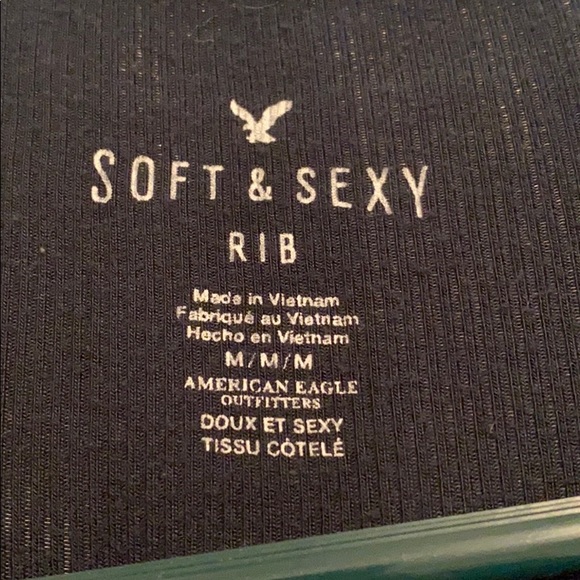 SOFT & SEXY
RIB
Made in Vietnam
Fabriqué au Vietnam
Hecho en Vietnam
M/M/M
AMERICAN EAGLE
OUTFITTERS
DOUX ET SEXY
TISSU CÔTELÉ